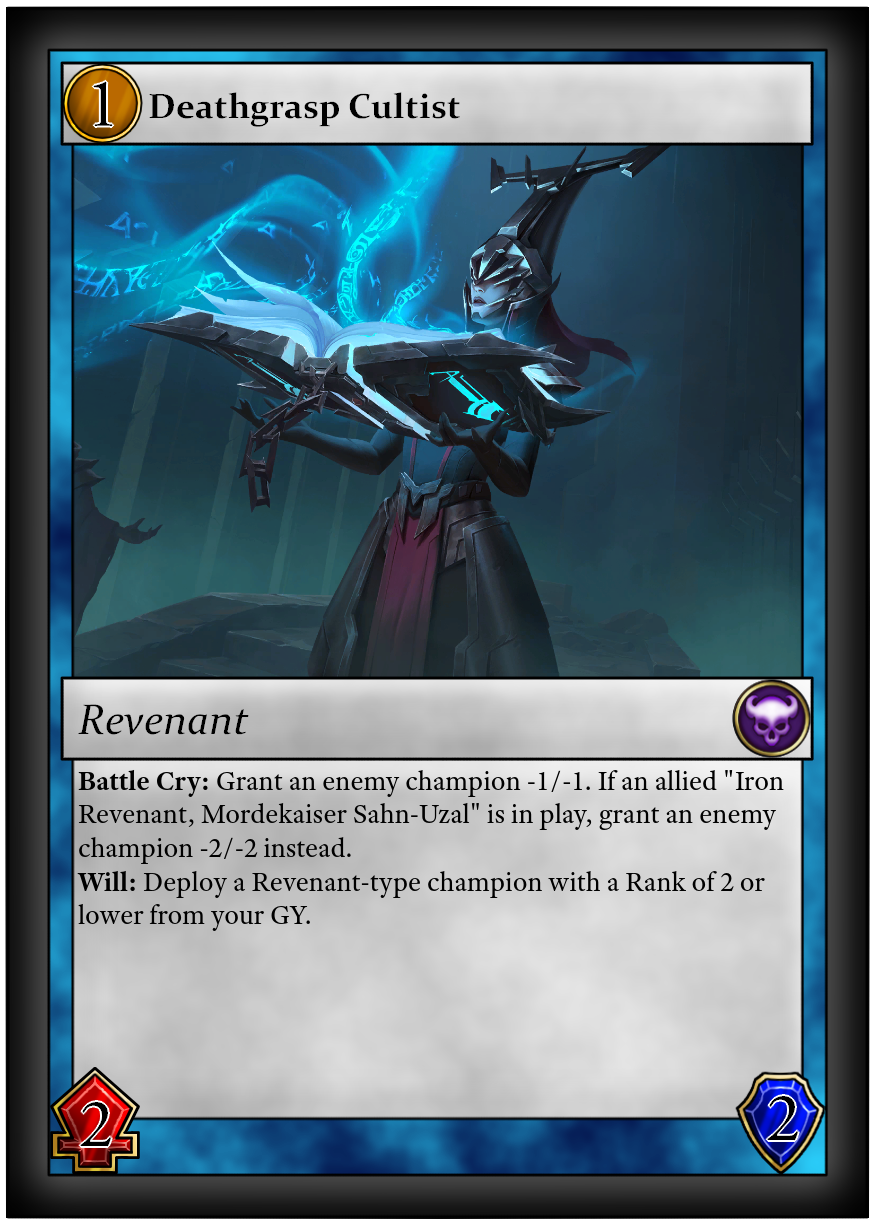 1
Deathgrasp Cultist
Revenant
Battle Cry: Grant an enemy champion -1/-1. If an allied "Iron
Revenant, Mordekaiser Sahn-Uzal" is in play, grant an enemy
champion -2/-2 instead.
Will: Deploy a Revenant-type champion with a Rank of 2 or
lower from your GY.
2
2